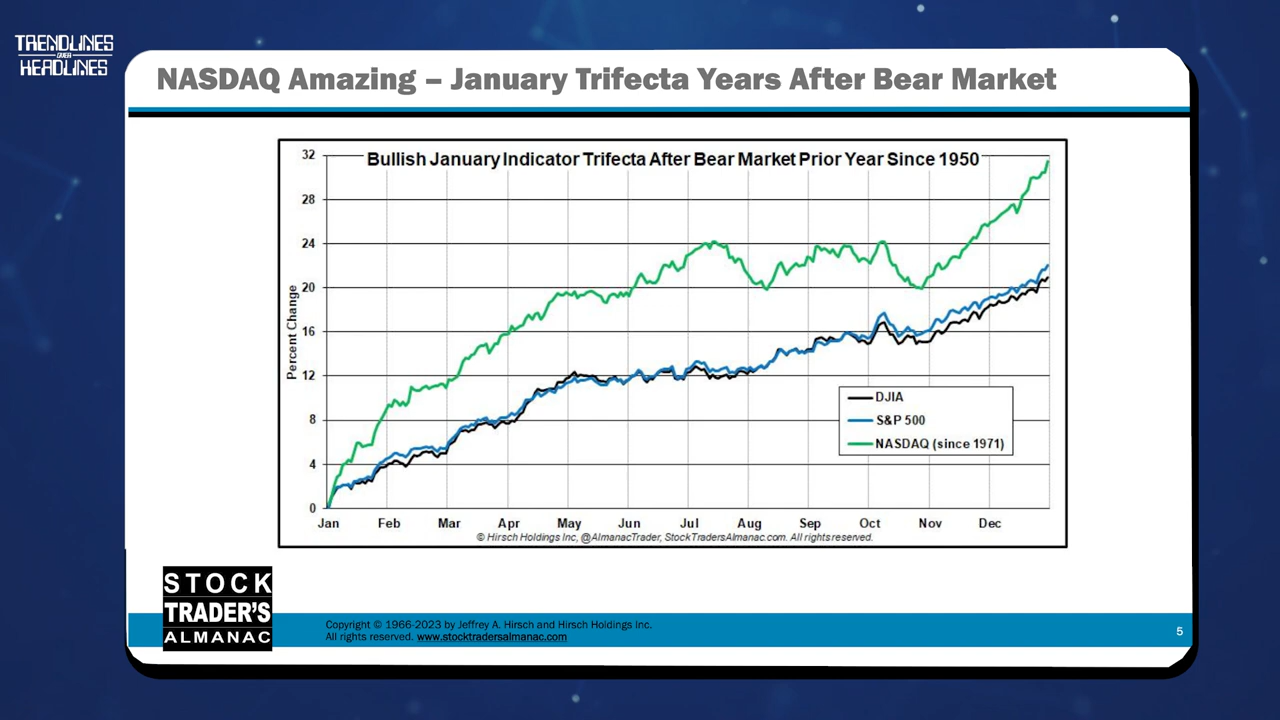 TRENDLINES
OVER
HEADLINES
NASDAQ Amazing – January Trifecta Years After Bear Market
Bullish January Indicator Trifecta After Bear Market Prior Year Since 1950
32
28
24
20
16
12
8
4
0
Percent Change
DJIA
S&P 500
NASDAQ (since 1971)
Jan Feb Mar Apr May Jun Jul Aug Sep Oct Nov Dec
© Hirsch Holdings Inc, @AlmanacTrader, StockTradersAlmanac.com. All rights reserved.
STOCK
TRADER'S
ALMANAC
Copyright © 1966-2023 by Jeffrey A. Hirsch and Hirsch Holdings Inc.
All rights reserved. www.stocktradersalmanac.com
5